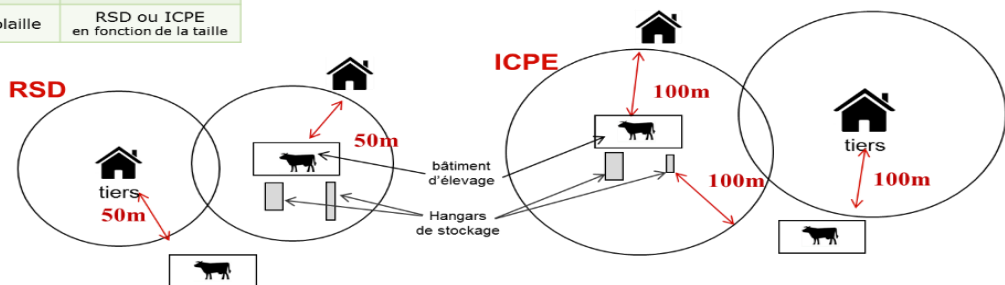 RSD ou ICPE
en fonction de la taille
RSD
tiers
50m
50m
bâtiment
d'élevage
Hangars
de stockage
ICPE
100m
100m
tiers
100m